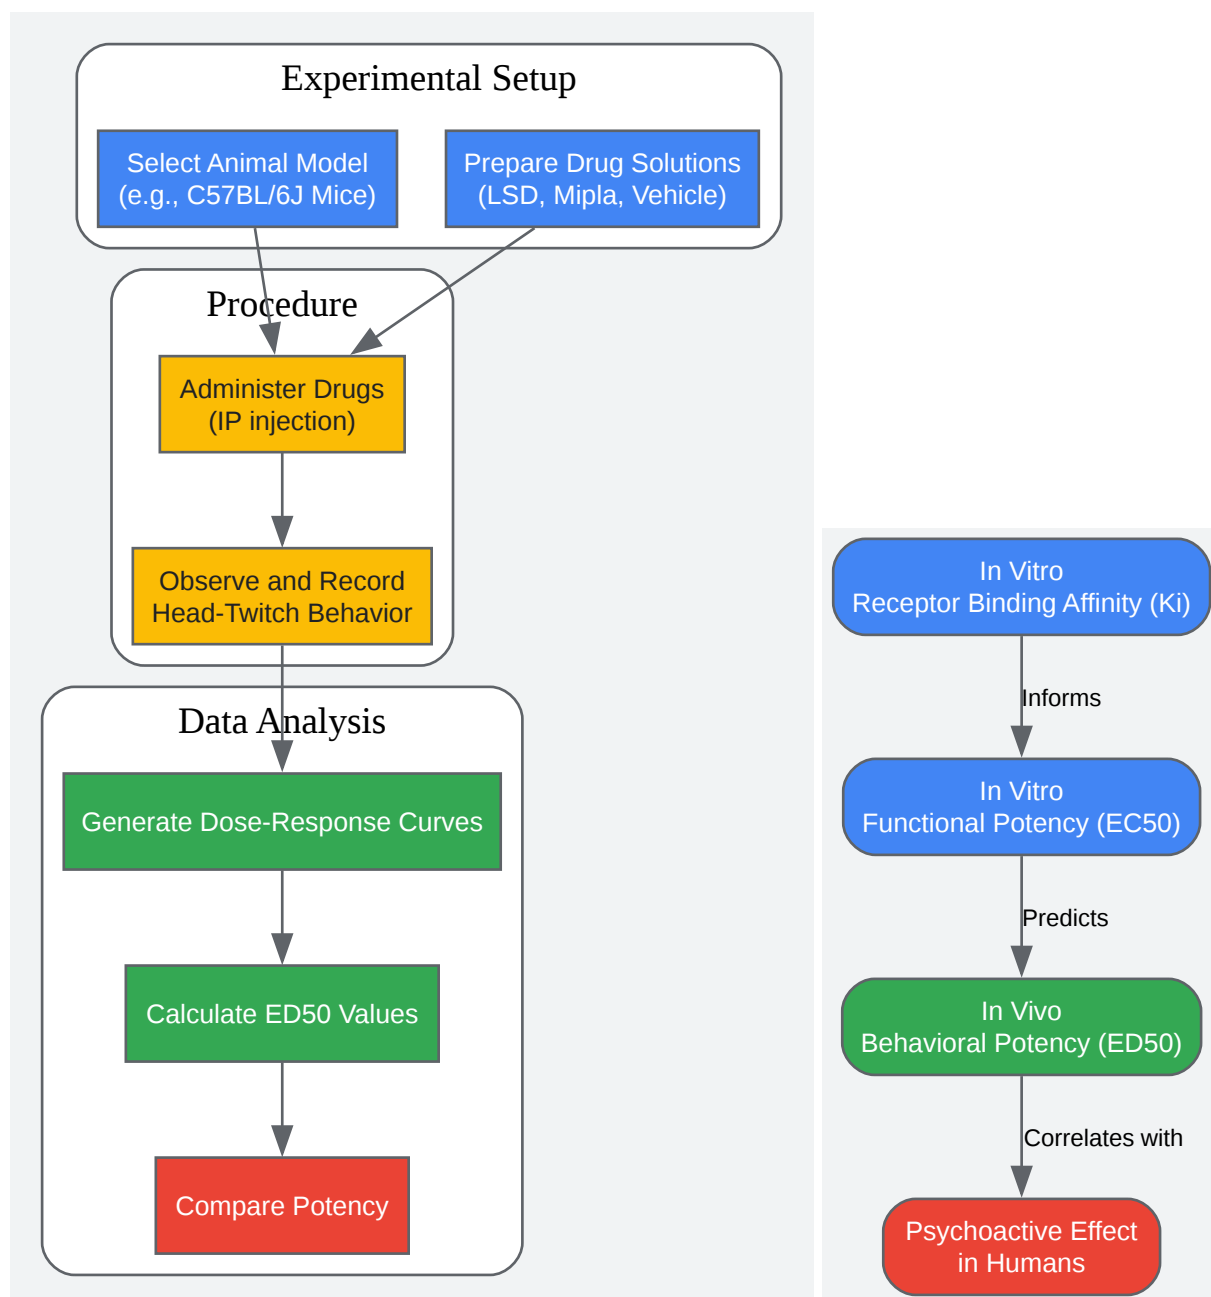 Experimental Setup
Select Animal Model
(e.g., C57BL/6J Mice)
Prepare Drug Solutions
(LSD, Mipla, Vehicle)
Procedure
Administer Drugs
(IP injection)
Observe and Record
Head-Twitch Behavior
Data Analysis
Generate Dose-Response Curves
Calculate ED50 Values
Compare Potency
In Vitro
Receptor Binding Affinity (Ki)
Informs
In Vitro
Functional Potency (EC50)
Predicts
In Vivo
Behavioral Potency (ED50)
Correlates with
Psychoactive Effect
in Humans